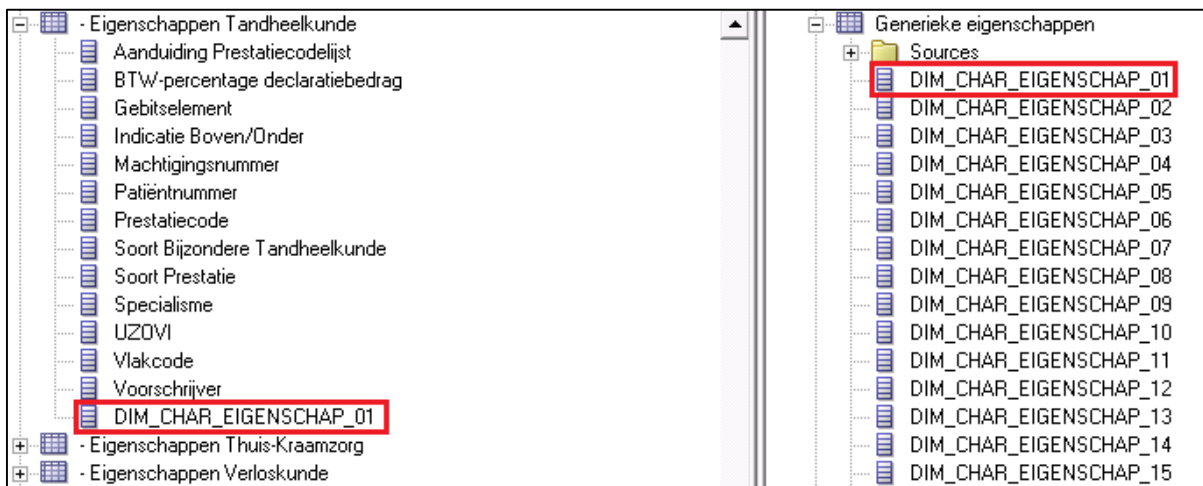 - Eigenschappen Tandheelkunde
Aanduiding Prestatiecodelijst
BTW-percentage declaratiebedrag
Gebitselement
Indicatie Boven/Onder
Machtigingsnummer
Patiëntnummer
Prestatiecode
Soort Bijzondere Tandheelkunde
Soort Prestatie
Specialisme
UZOVI
Vlakcode
Voorschrijver
DIM_CHAR_EIGENSCHAP_01
- Eigenschappen Thuis-Kraamzorg
- Eigenschappen Verloskunde
Generieke eigenschappen
Sources
DIM_CHAR_EIGENSCHAP_01
DIM_CHAR_EIGENSCHAP_02
DIM_CHAR_EIGENSCHAP_03
DIM_CHAR_EIGENSCHAP_04
DIM_CHAR_EIGENSCHAP_05
DIM_CHAR_EIGENSCHAP_06
DIM_CHAR_EIGENSCHAP_07
DIM_CHAR_EIGENSCHAP_08
DIM_CHAR_EIGENSCHAP_09
DIM_CHAR_EIGENSCHAP_10
DIM_CHAR_EIGENSCHAP_11
DIM_CHAR_EIGENSCHAP_12
DIM_CHAR_EIGENSCHAP_13
DIM_CHAR_EIGENSCHAP_14
DIM_CHAR_EIGENSCHAP_15